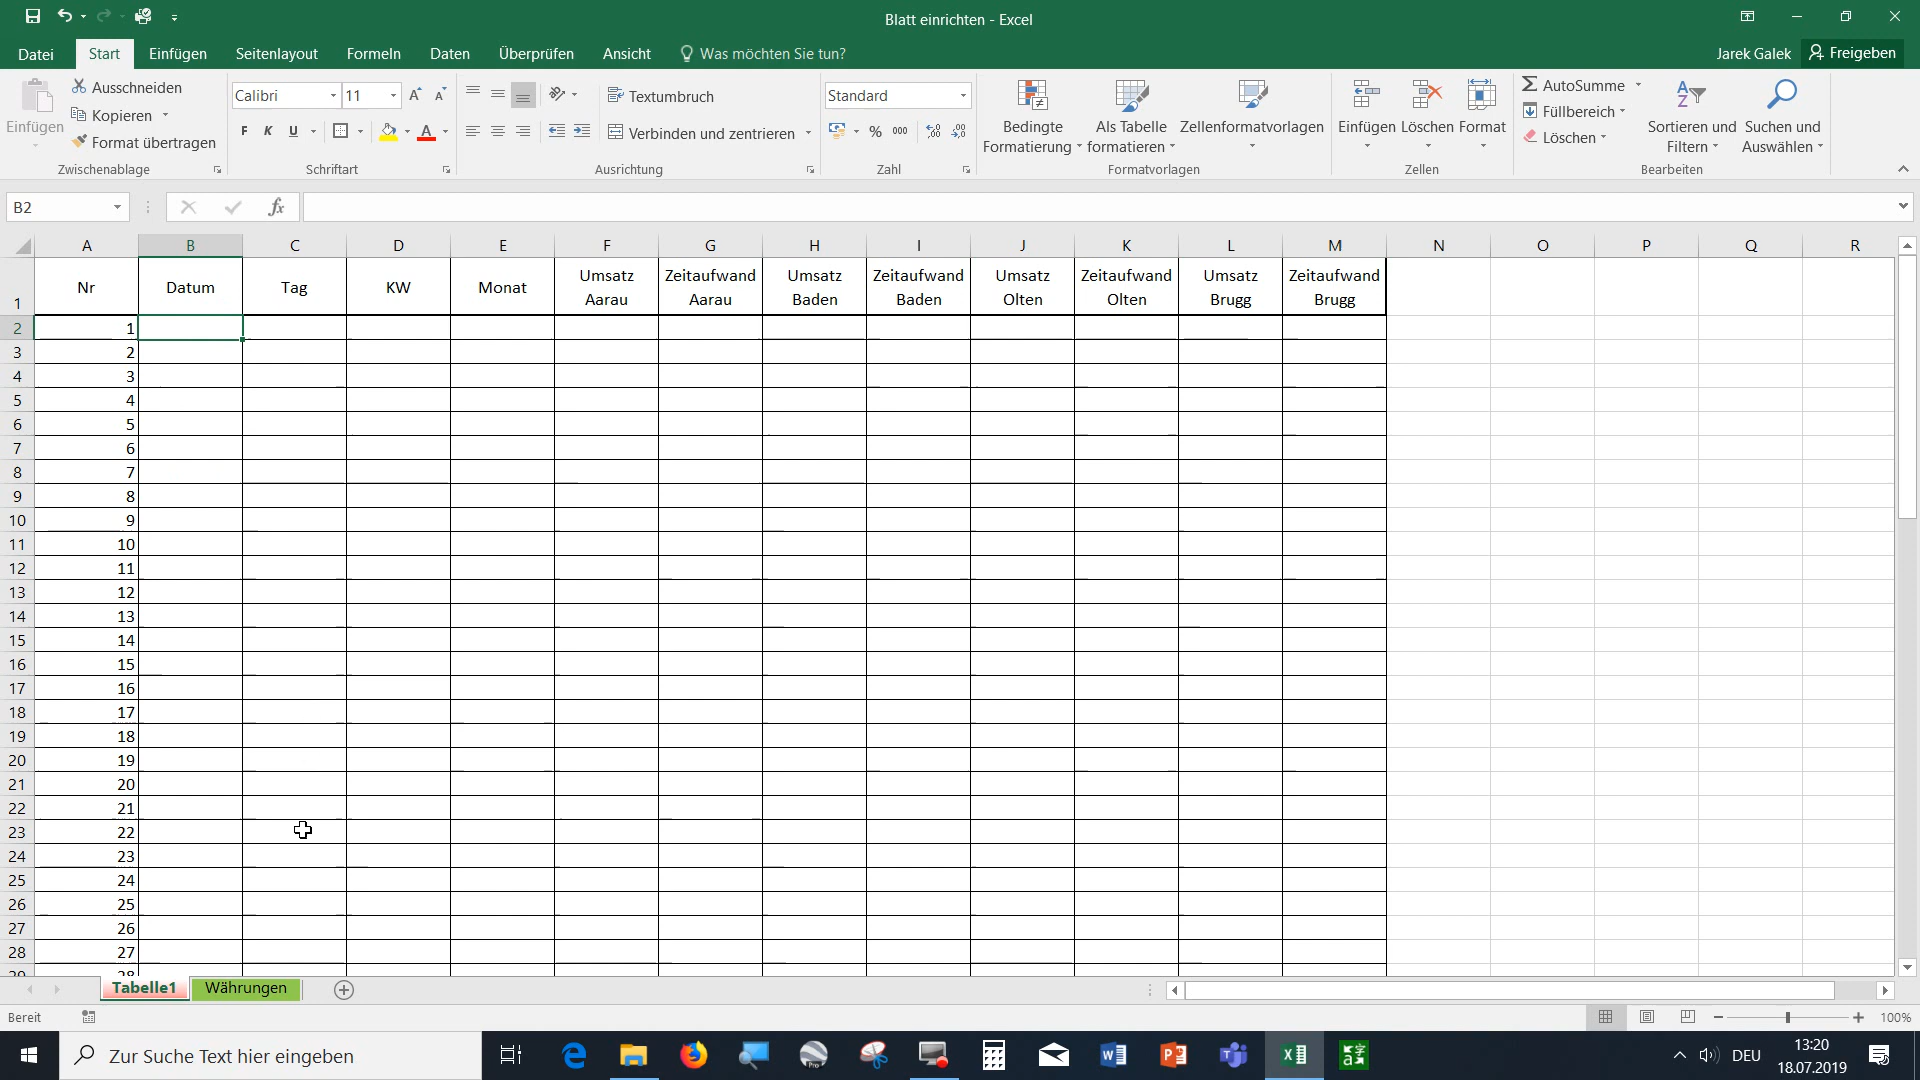 Blatt einrichten - Excel
Datei Start Einfügen Seitenlayout Formeln Daten Überprüfen Ansicht Was möchten Sie tun? Jarek Galek Freigeben
Einfügen
Ausschneiden
Kopieren
Format übertragen
Zwischenablage
Calibri 11
F K U A
Schriftart
Textumbruch
Verbinden und zentrieren
Ausrichtung
Standard
% 000
Zahl
Bedingte Formatierung
Als Tabelle formatieren
Zellenformatvorlagen
Formatvorlagen
Einfügen Löschen Format
Zellen
AutoSumme
Füllbereich
Löschen
Sortieren und Filtern
Suchen und Auswählen
Bearbeiten
B2 fx
A B C D E F G H I J K L M N O P Q R
1 Nr Datum Tag KW Monat Umsatz Aarau Zeitaufwand Aarau Umsatz Baden Zeitaufwand Baden Umsatz Olten Zeitaufwand Olten Umsatz Brugg Zeitaufwand Brugg
2 1
3 2
4 3
5 4
6 5
7 6
8 7
9 8
10 9
11 10
12 11
13 12
14 13
15 14
16 15
17 16
18 17
19 18
20 19
21 20
22 21
23 22
24 23
25 24
26 25
27 26
28 27
29 28
Tabelle1 Währungen
Bereit 100%
Zur Suche Text hier eingeben
DEU
13:20
18.07.2019